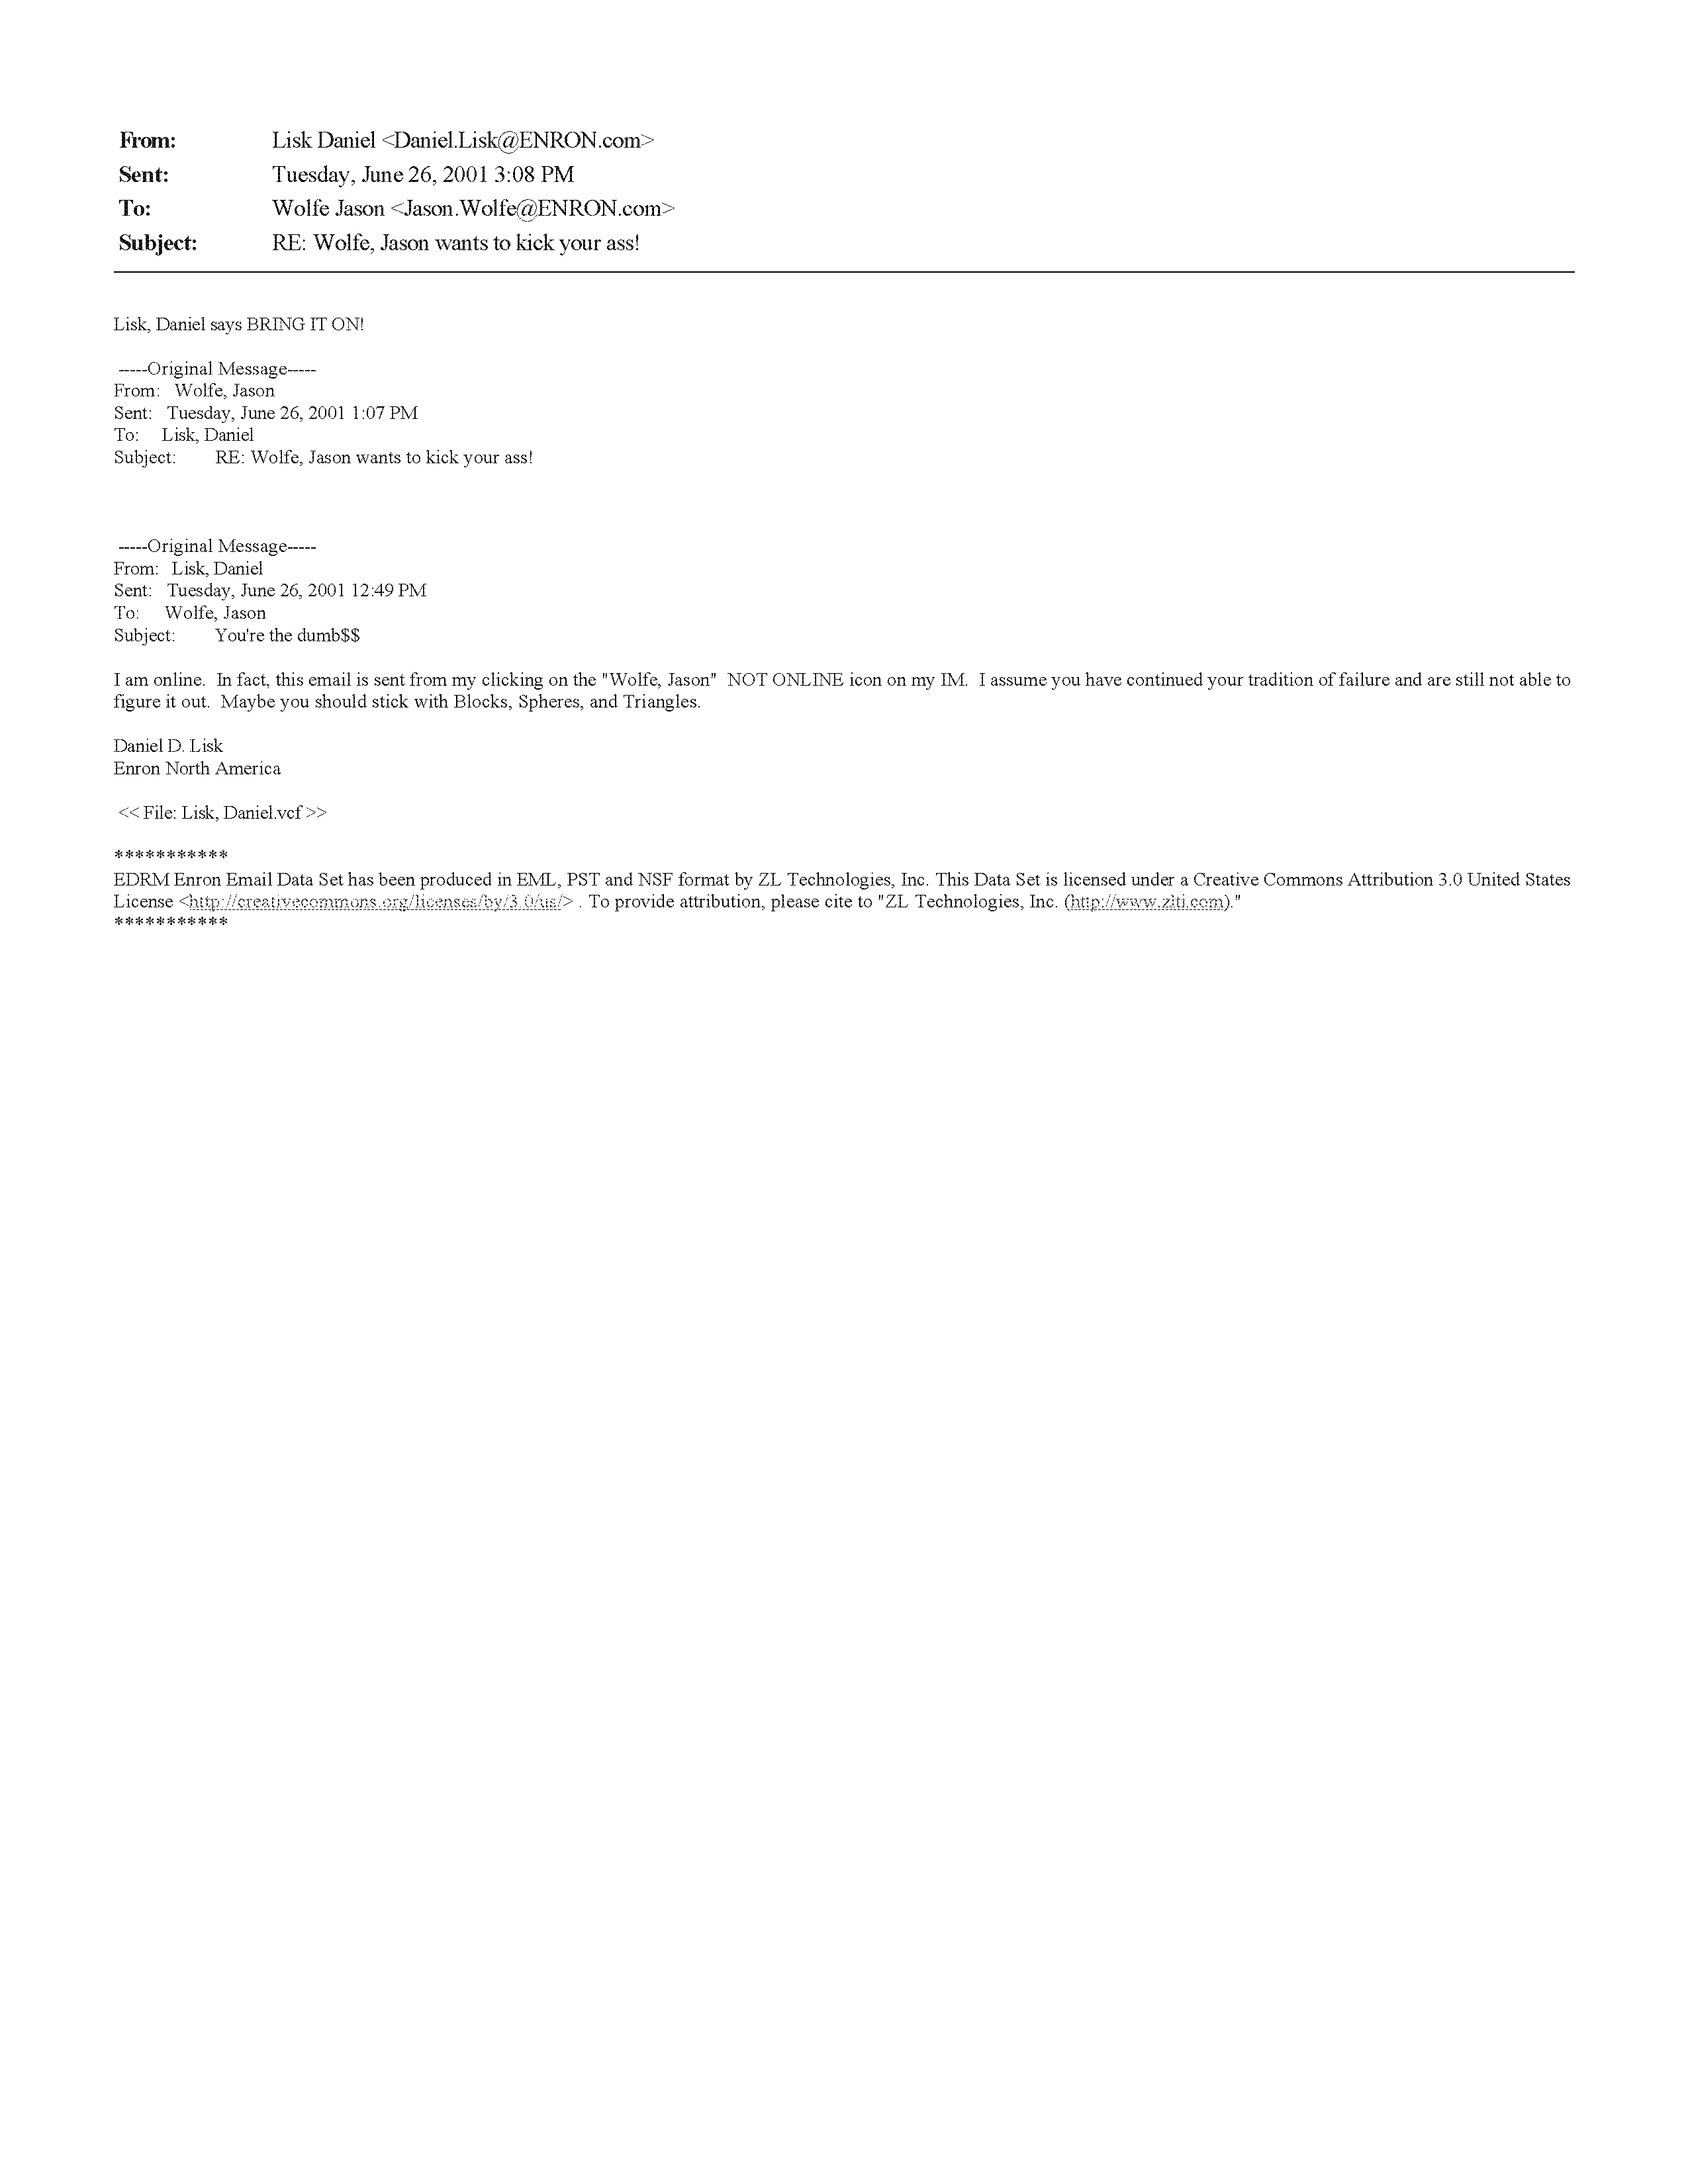 From: Lisk Daniel <Daniel.Lisk@ENRON.com>
Sent: Tuesday, June 26, 2001 3:08 PM
To: Wolfe Jason <Jason.Wolfe@ENRON.com>
Subject: RE: Wolfe, Jason wants to kick your ass!
Lisk, Daniel says BRING IT ON!
-----Original Message-----
From: Wolfe, Jason
Sent: Tuesday, June 26, 2001 1:07 PM
To: Lisk, Daniel
Subject: RE: Wolfe, Jason wants to kick your ass!
-----Original Message-----
From: Lisk, Daniel
Sent: Tuesday, June 26, 2001 12:49 PM
To: Wolfe, Jason
Subject: You're the dumb$$
I am online. In fact, this email is sent from my clicking on the "Wolfe, Jason" NOT ONLINE icon on my IM. I assume you have continued your tradition of failure and are still not able to
figure it out. Maybe you should stick with Blocks, Spheres, and Triangles.
Daniel D. Lisk
Enron North America
<< File: Lisk, Daniel.vcf >>
***********
EDRM Enron Email Data Set has been produced in EML, PST and NSF format by ZL Technologies, Inc. This Data Set is licensed under a Creative Commons Attribution 3.0 United States
License <http://creativecommons.org/licenses/by/3.0/us/> . To provide attribution, please cite to "ZL Technologies, Inc. (http://www.zlti.com)."
***********